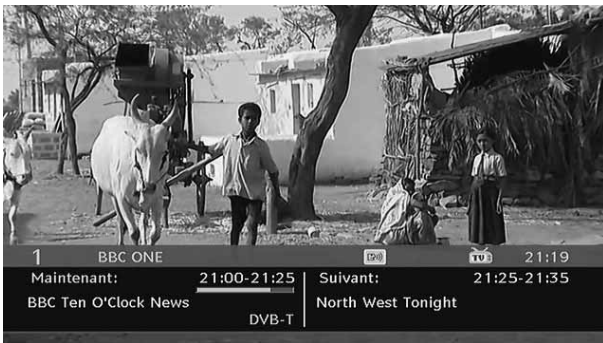 1 BBC ONE TV 21:19
Maintenant: 21:00-21:25
BBC Ten O'Clock News
DVB-T
Suivant: 21:25-21:35
North West Tonight